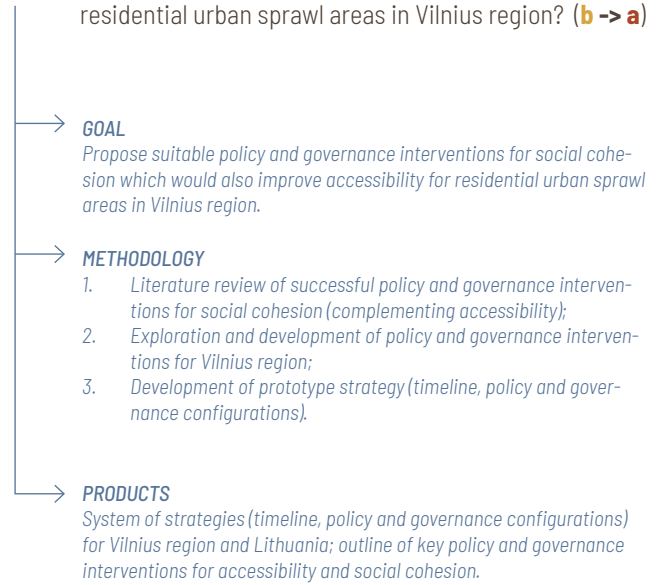 residential urban sprawl areas in Vilnius region? (b -> a)
GOAL
Propose suitable policy and governance interventions for social cohe-
sion which would also improve accessibility for residential urban sprawl
areas in Vilnius region.
METHODOLOGY
1. Literature review of successful policy and governance interven-
tions for social cohesion (complementing accessibility);
2. Exploration and development of policy and governance interven-
tions for Vilnius region;
3. Development of prototype strategy (timeline, policy and gover-
nance configurations).
PRODUCTS
System of strategies (timeline, policy and governance configurations)
for Vilnius region and Lithuania; outline of key policy and governance
interventions for accessibility and social cohesion.